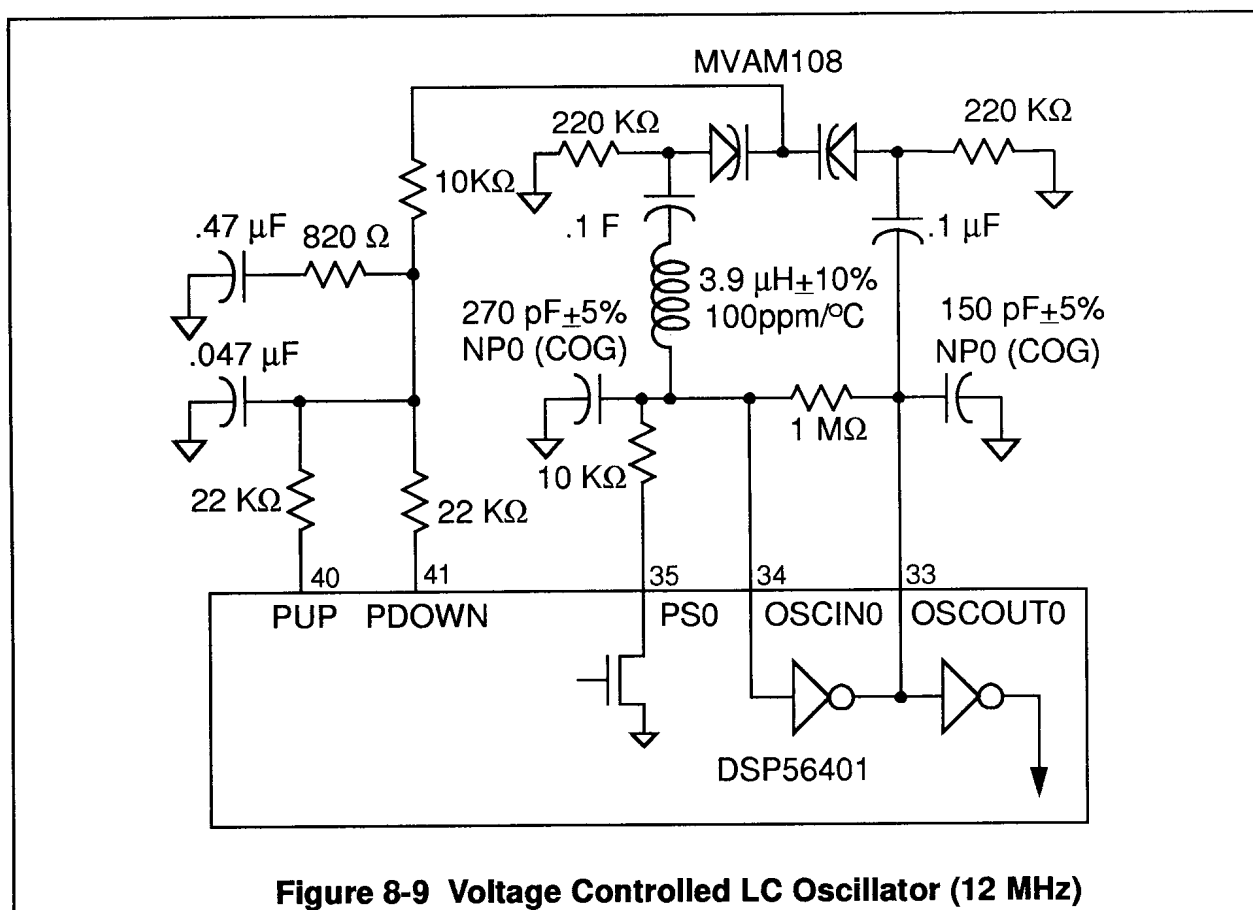 MVAM108
220 KΩ
220 KΩ
10KΩ
.47 µF
820 Ω
.1 F
.1 µF
3.9 µH±10%
100ppm/°C
270 pF±5%
NP0 (COG)
150 pF±5%
NP0 (COG)
.047 µF
1 MΩ
10 KΩ
22 KΩ
22 KΩ
40
41
35
34
33
PUP
PDOWN
PS0
OSCIN0
OSCOUT0
DSP56401
Figure 8-9 Voltage Controlled LC Oscillator (12 MHz)